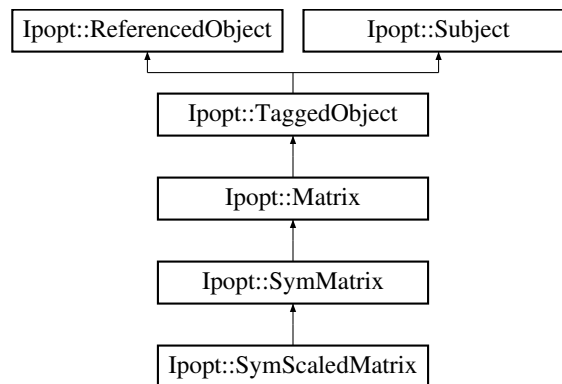 Ipopt::ReferencedObject
Ipopt::Subject
Ipopt::TaggedObject
Ipopt::Matrix
Ipopt::SymMatrix
Ipopt::SymScaledMatrix